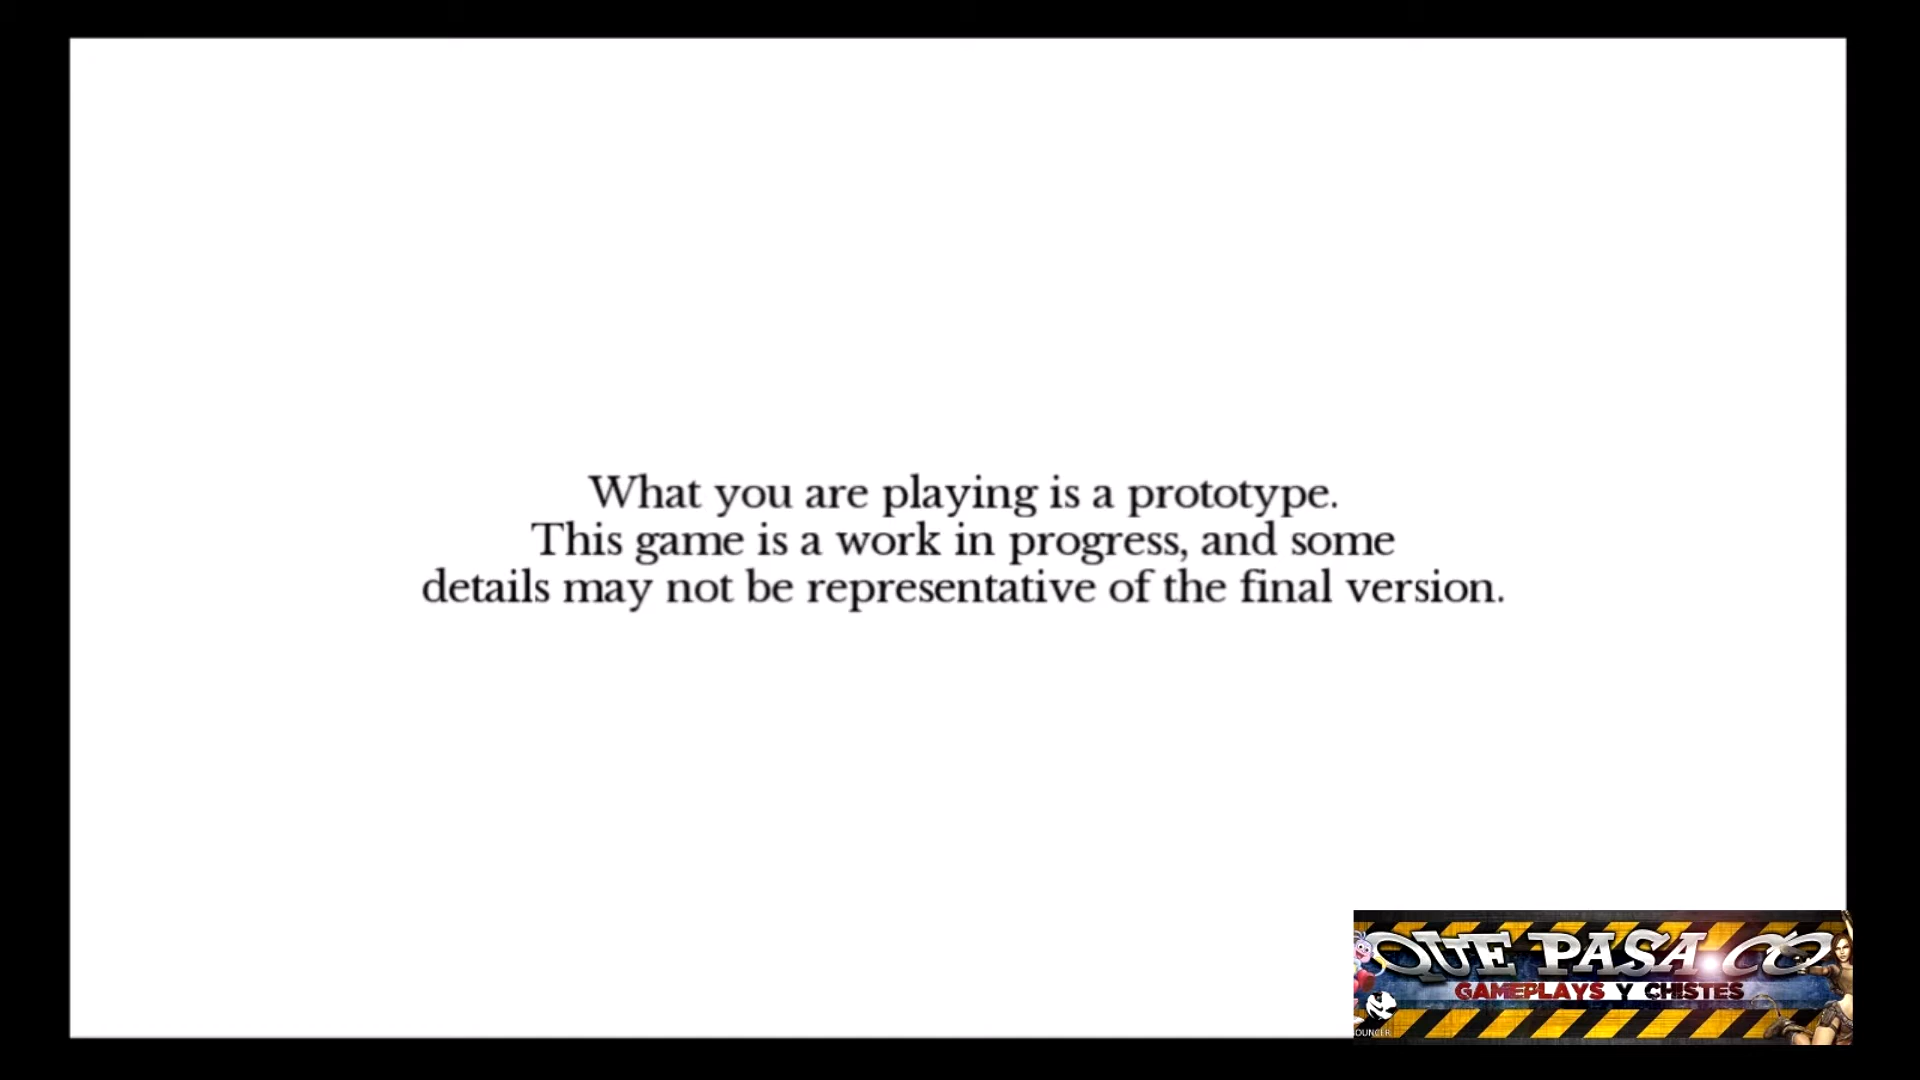 What you are playing is a prototype.
This game is a work in progress, and some
details may not be representative of the final version.
QUE PASA CO
GAMEPLAYS Y CHISTES